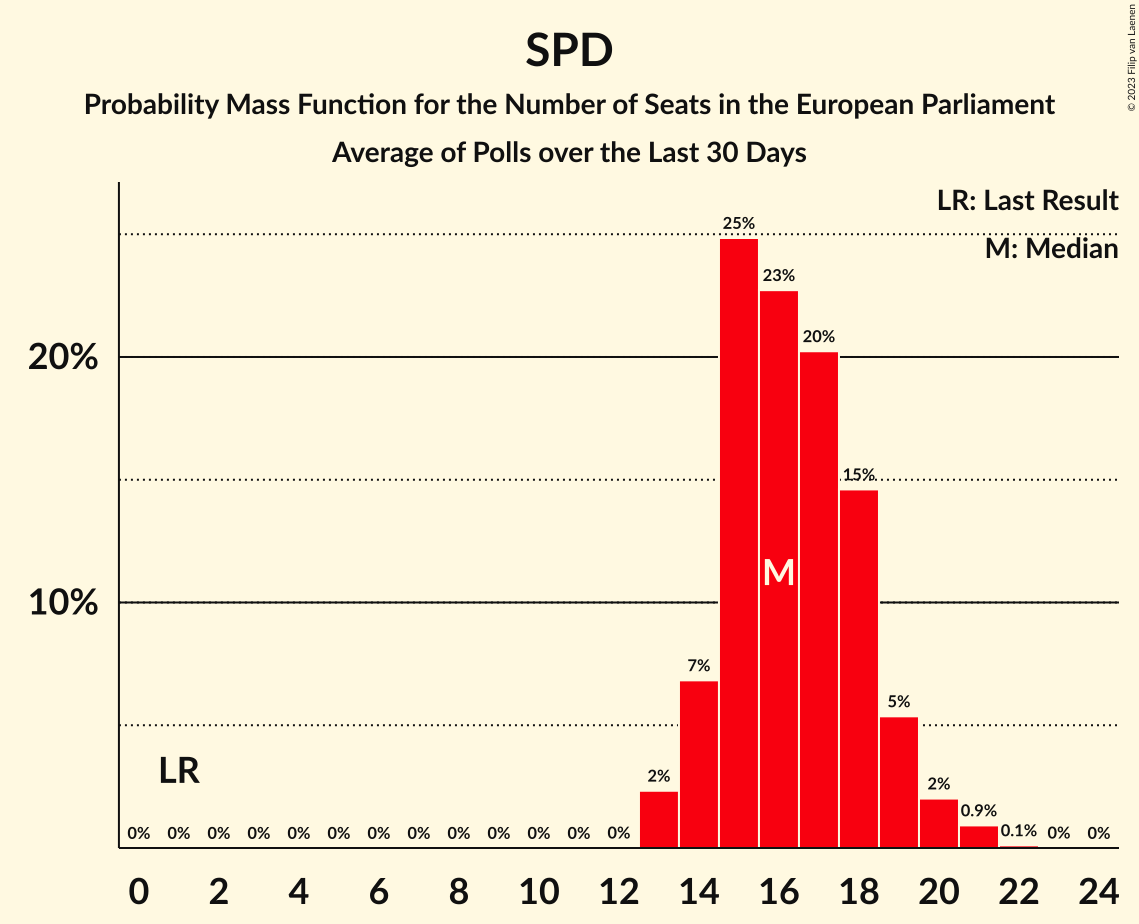 SPD
Probability Mass Function for the Number of Seats in the European Parliament
Average of Polls over the Last 30 Days
© 2023 Filip van Laenen
LR: Last Result
M: Median
25%
23%
20%
20%
15%
M
10%
7%
5%
LR
2%
2%
0.9%
0% 0% 0% 0% 0% 0% 0% 0% 0% 0% 0% 0% 0% 0.1% 0% 0%
0 2 4 6 8 10 12 14 16 18 20 22 24